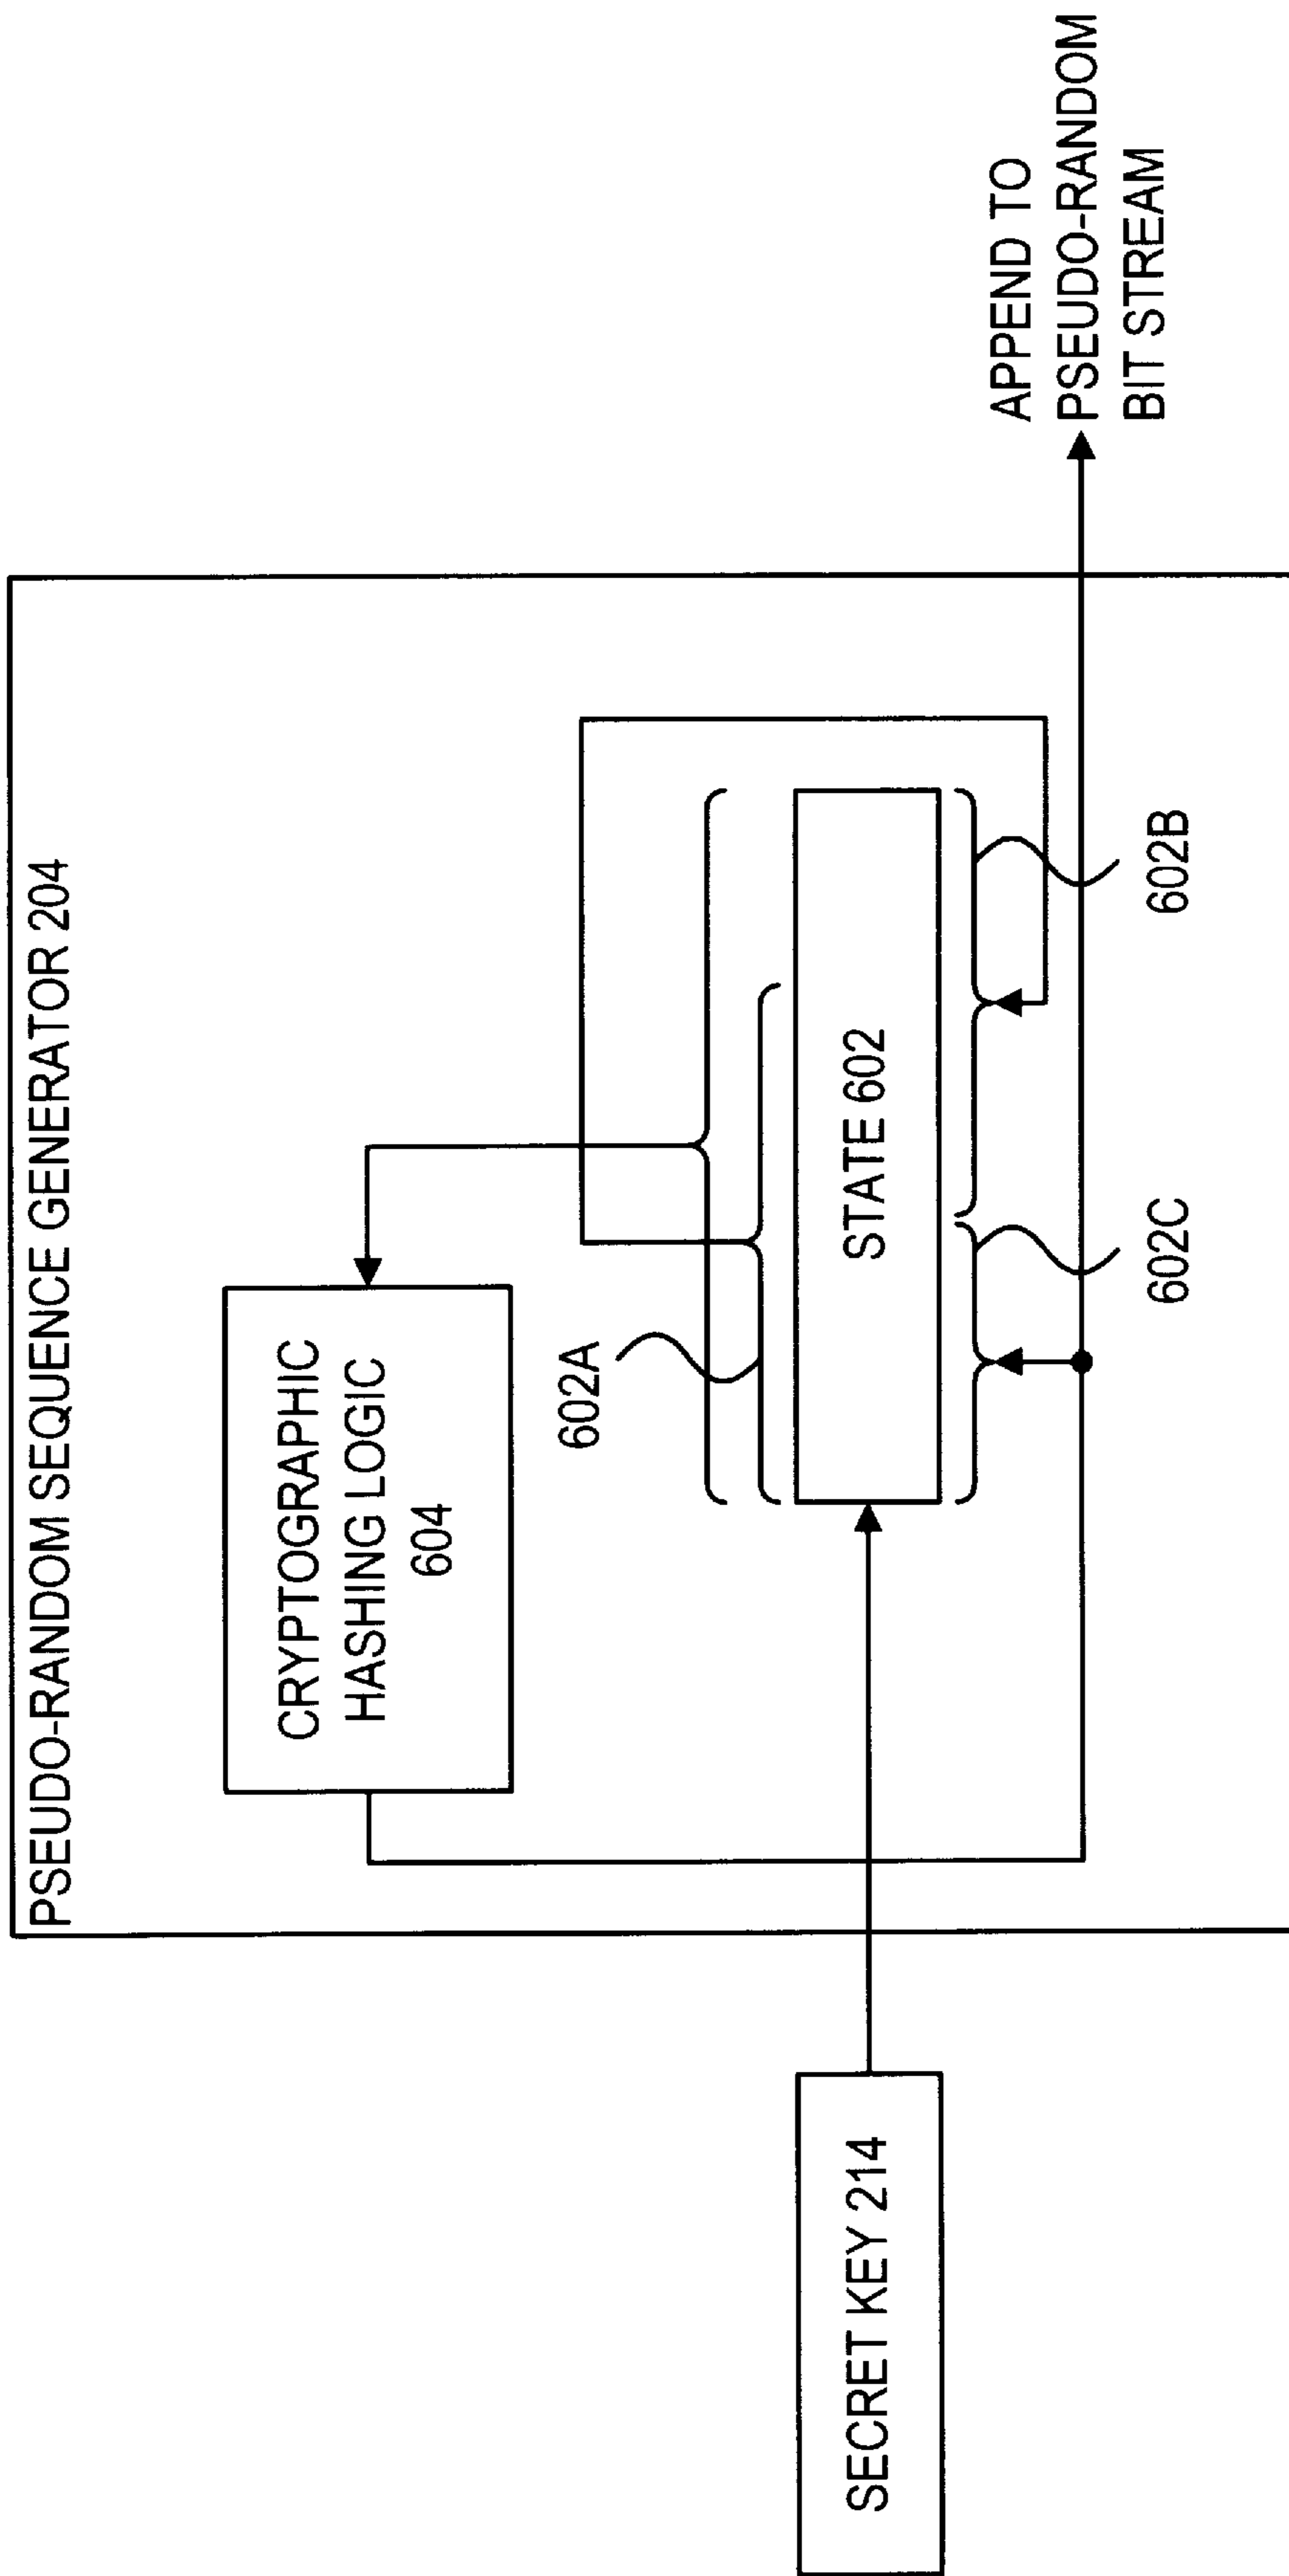 PSEUDO-RANDOM SEQUENCE GENERATOR 204
CRYPTOGRAPHIC
HASHING LOGIC
604
602A
SECRET KEY 214
STATE 602
602C
602B
APPEND TO
PSEUDO-RANDOM
BIT STREAM